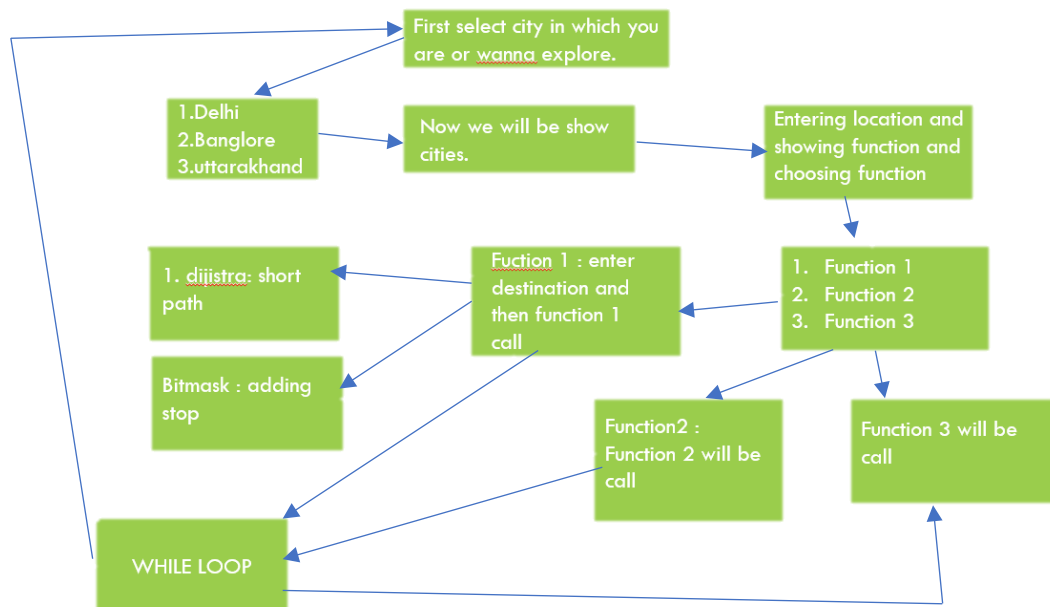 First select city in which you
are or wanna explore.
1.Delhi
2.Banglore
3.uttarakhand
Now we will be show
cities.
Entering location and
showing function and
choosing function
1. dijistra: short
path
Fuction 1 : enter
destination and
then function 1
call
1. Function 1
2. Function 2
3. Function 3
Bitmask : adding
stop
Function2 :
Function 2 will be
call
Function 3 will be
call
WHILE LOOP